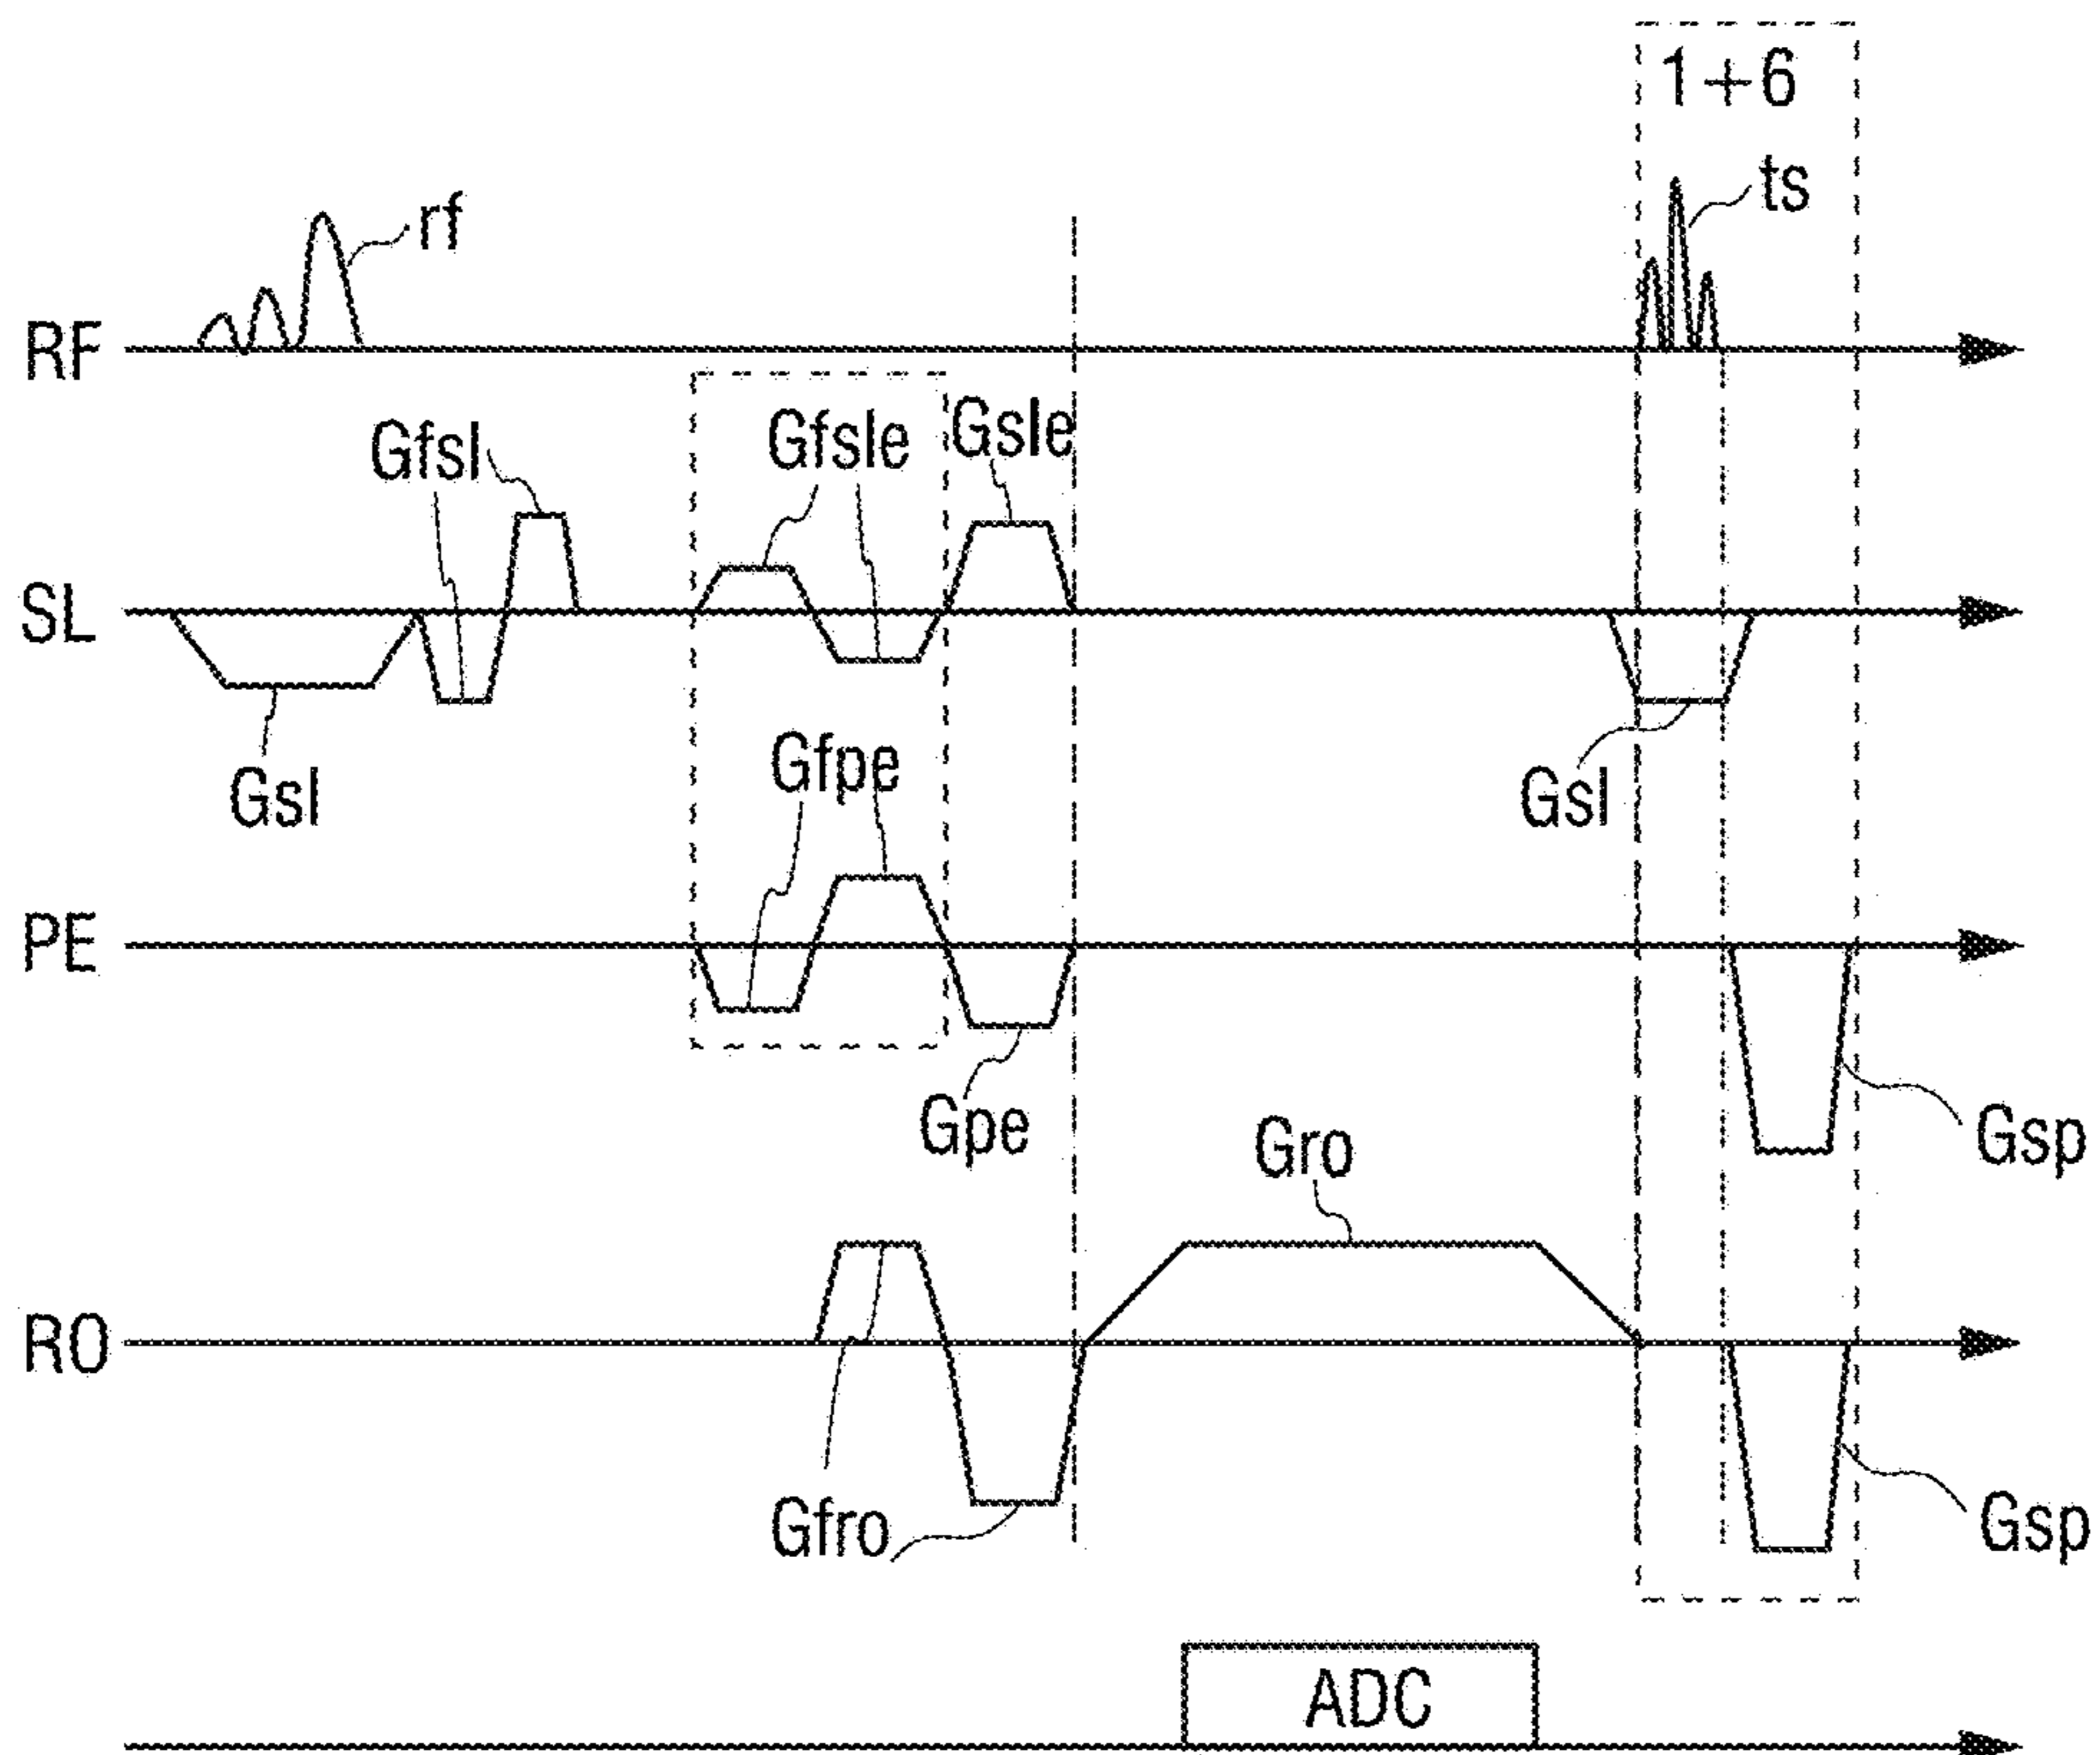 1+6
ts
rf
RF
Gfsl
Gfsle
Gsle
SL
Gsl
Gsl
Gfpe
PE
Gpe
Gsp
Gro
RO
Gfro
Gsp
ADC